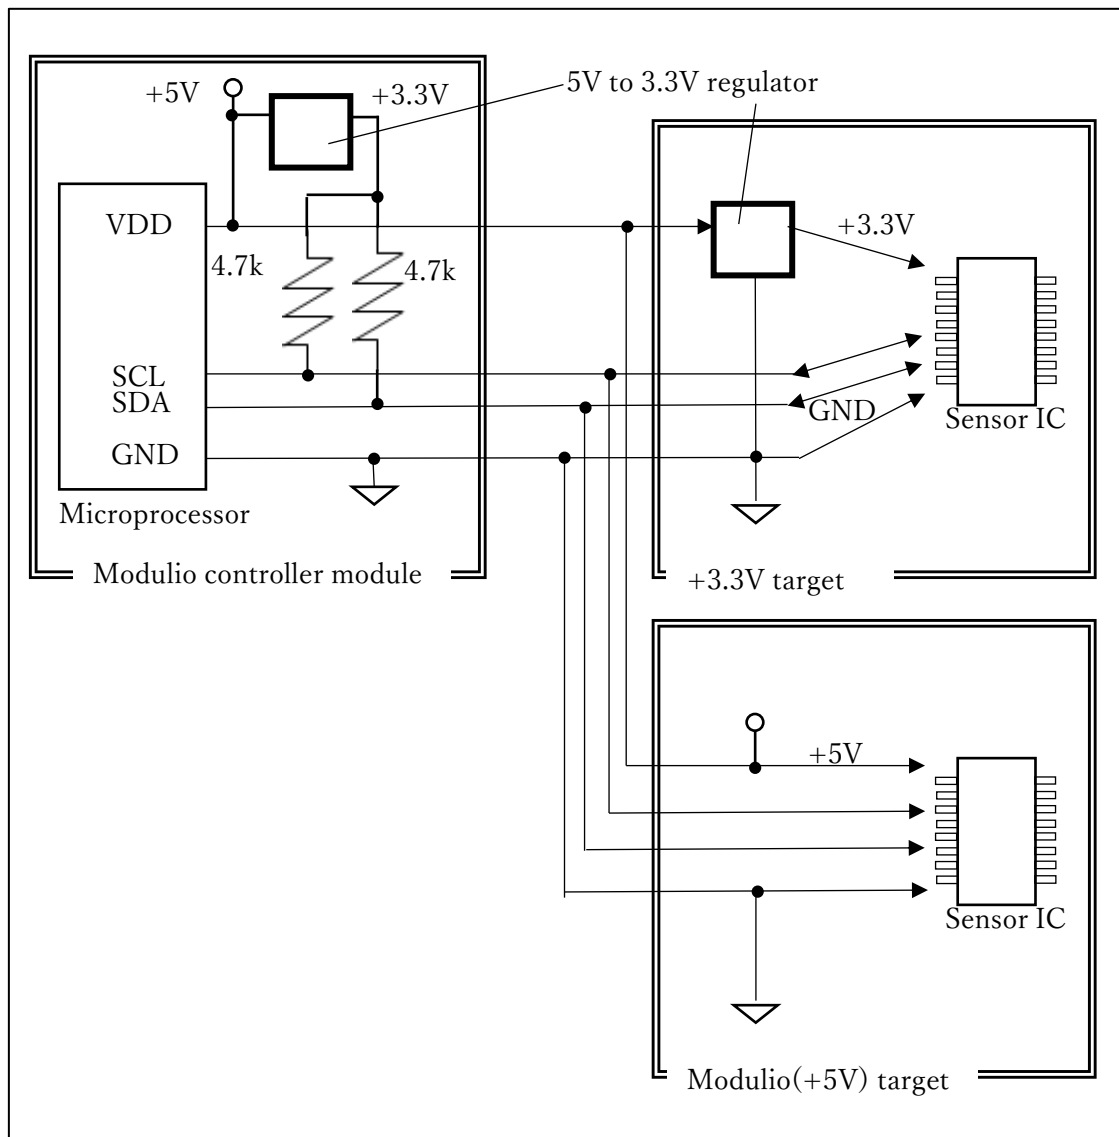 +5V
+3.3V
5V to 3.3V regulator
VDD
4.7k
4.7k
SCL
SDA
GND
Microprocessor
Modulio controller module
+3.3V
GND
Sensor IC
+3.3V target
+5V
Sensor IC
Modulio(+5V) target